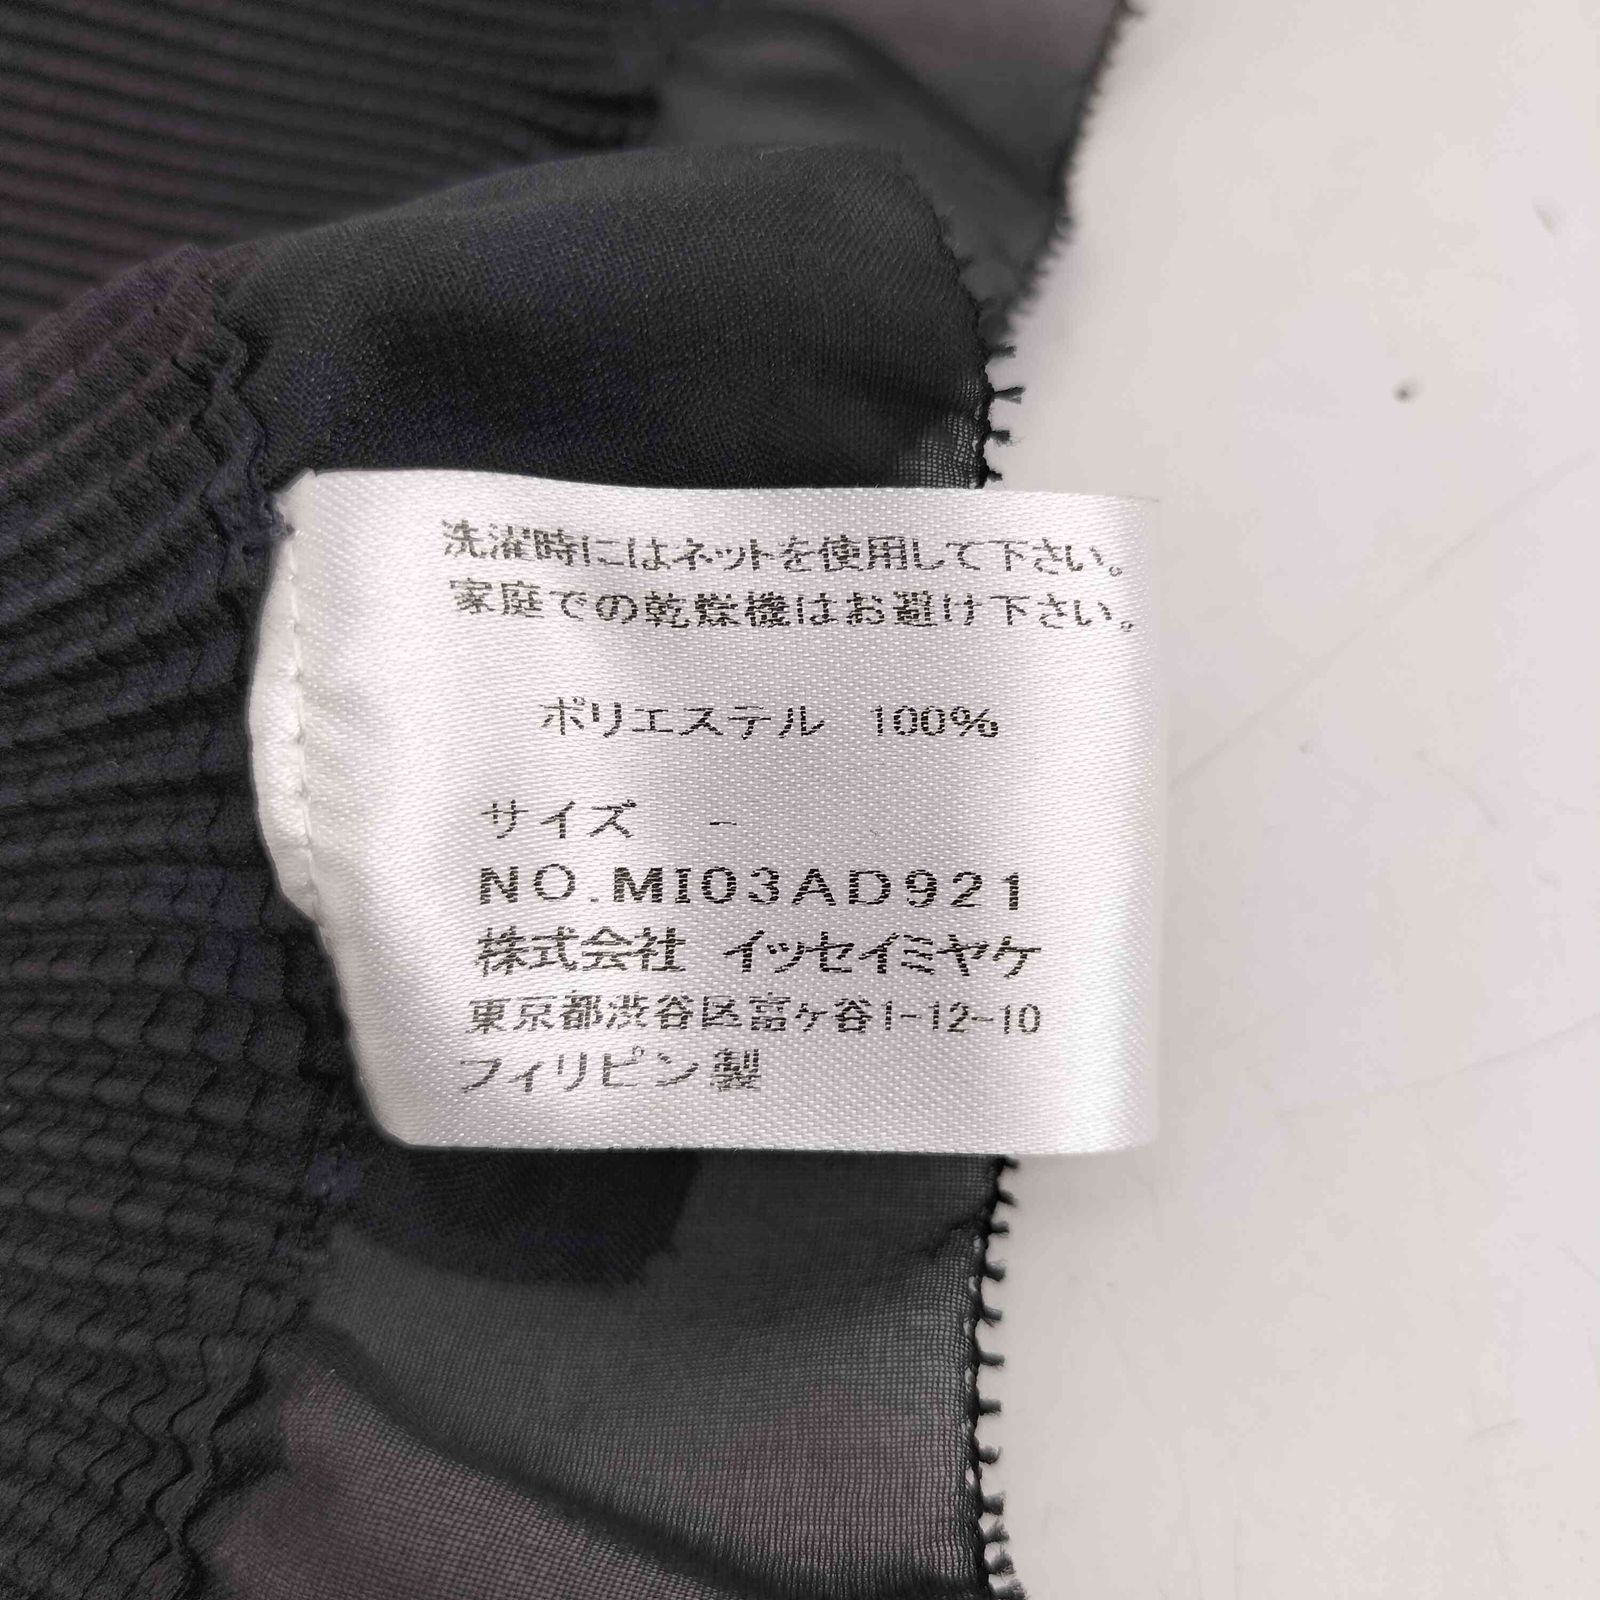 洗濯時にはネットを使用して下さい。
家庭での乾燥機はお避け下さい。
ポリエステル 100%
サイズ -
NO.MI03AD921
株式会社 イッセイミヤケ
東京都渋谷区富ヶ谷1-12-10
フィリピン製